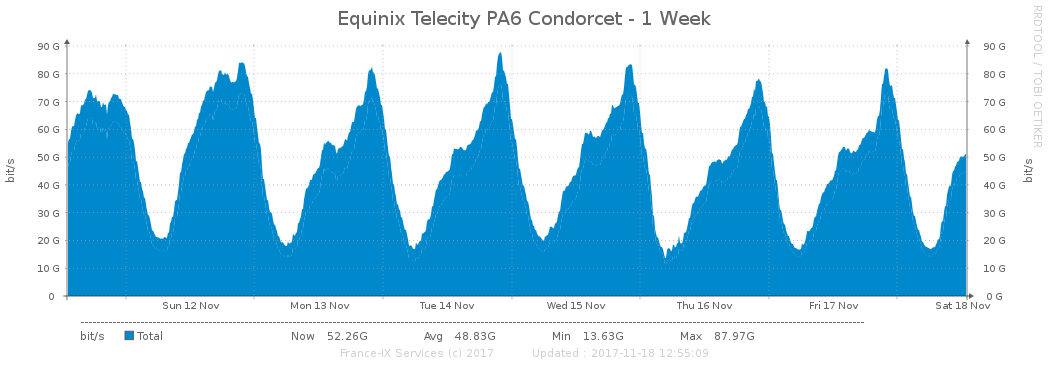 Equinix Telecity PA6 Condorcet - 1 Week
RRDTOOL / TOBI OETIKER
90 G 90 G
80 G 80 G
70 G 70 G
60 G 60 G
50 G 50 G
40 G 40 G
30 G 30 G
20 G 20 G
10 G 10 G
0 0 G
bit/s
bit/s
Sun 12 Nov Mon 13 Nov Tue 14 Nov Wed 15 Nov Thu 16 Nov Fri 17 Nov Sat 18 Nov
bit/s Total Now 52.26G Avg 48.83G Min 13.63G Max 87.97G
France-IX Services (c) 2017 Updated : 2017-11-18 12:55:09